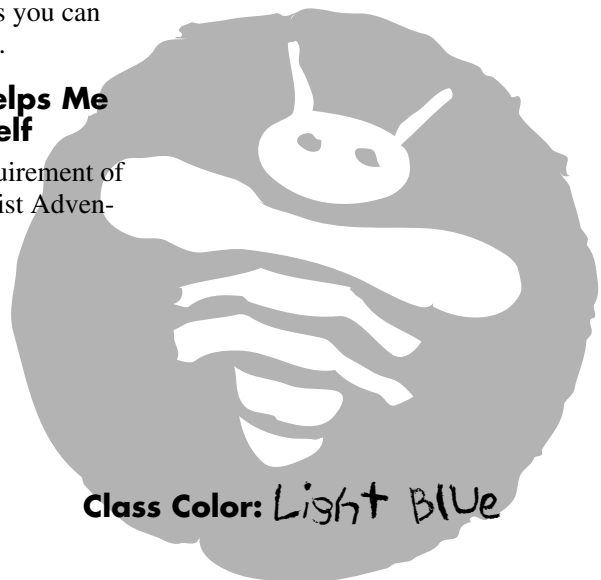 s you can
.
elps Me
elf
uirement of
ist Adven-
Class Color: Light Blue